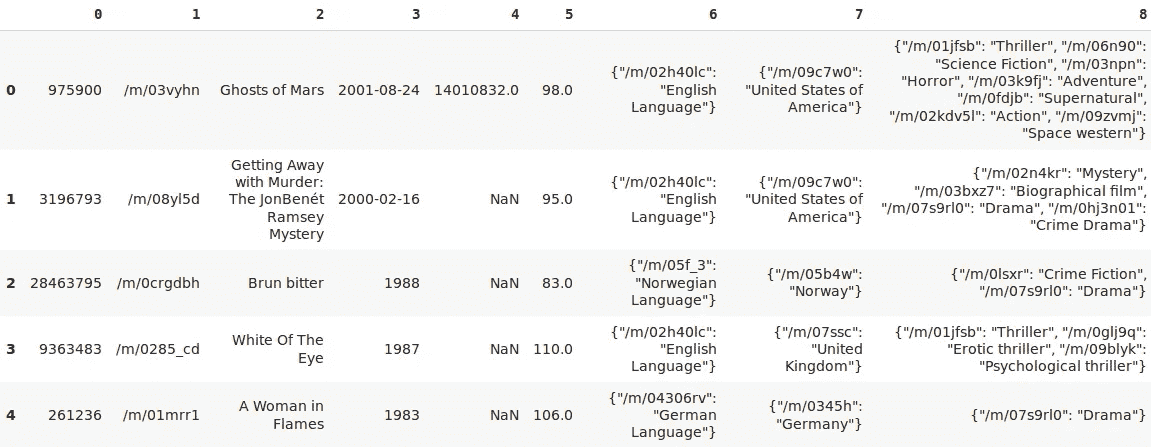 0 1 2 3 4 5 6 7 8
{"/m/01jfsb": "Thriller", "/m/06n90":
{"/m/02h40lc": {"/m/09c7w0": "Science Fiction", "/m/03npn":
0 975900 /m/03vyhn Ghosts of Mars 2001-08-24 14010832.0 98.0 "English "United States of "Horror", "/m/03k9fj": "Adventure",
Language"} America"} "/m/0fdjb": "Supernatural",
"/m/02kdv5l": "Action", "/m/09zvmj":
"Space western"}
Getting Away
with Murder: {"/m/02h40lc": {"/m/09c7w0": {"/m/02n4kr": "Mystery",
1 3196793 /m/08yl5d The JonBenét 2000-02-16 NaN 95.0 "English "United States of "/m/03bxz7": "Biographical film",
Ramsey Language"} America"} "/m/07s9rl0": "Drama", "/m/0hj3n01":
Mystery "Crime Drama"}
{"/m/05f_3": {"/m/05b4w": {"/m/0lsxr": "Crime Fiction",
2 28463795 /m/0crgdbh Brun bitter 1988 NaN 83.0 "Norwegian "Norway"} "/m/07s9rl0": "Drama"}
Language"}
White Of The {"/m/02h40lc": {"/m/07ssc": {"/m/01jfsb": "Thriller", "/m/0glj9q":
3 9363483 /m/0285_cd Eye 1987 NaN 110.0 "English "United "Erotic thriller", "/m/09blyk":
Language"} Kingdom"} "Psychological thriller"}
A Woman in {"/m/04306rv": {"/m/0345h":
4 261236 /m/01mrr1 Flames 1983 NaN 106.0 "German "Germany"} {"/m/07s9rl0": "Drama"}
Language"}